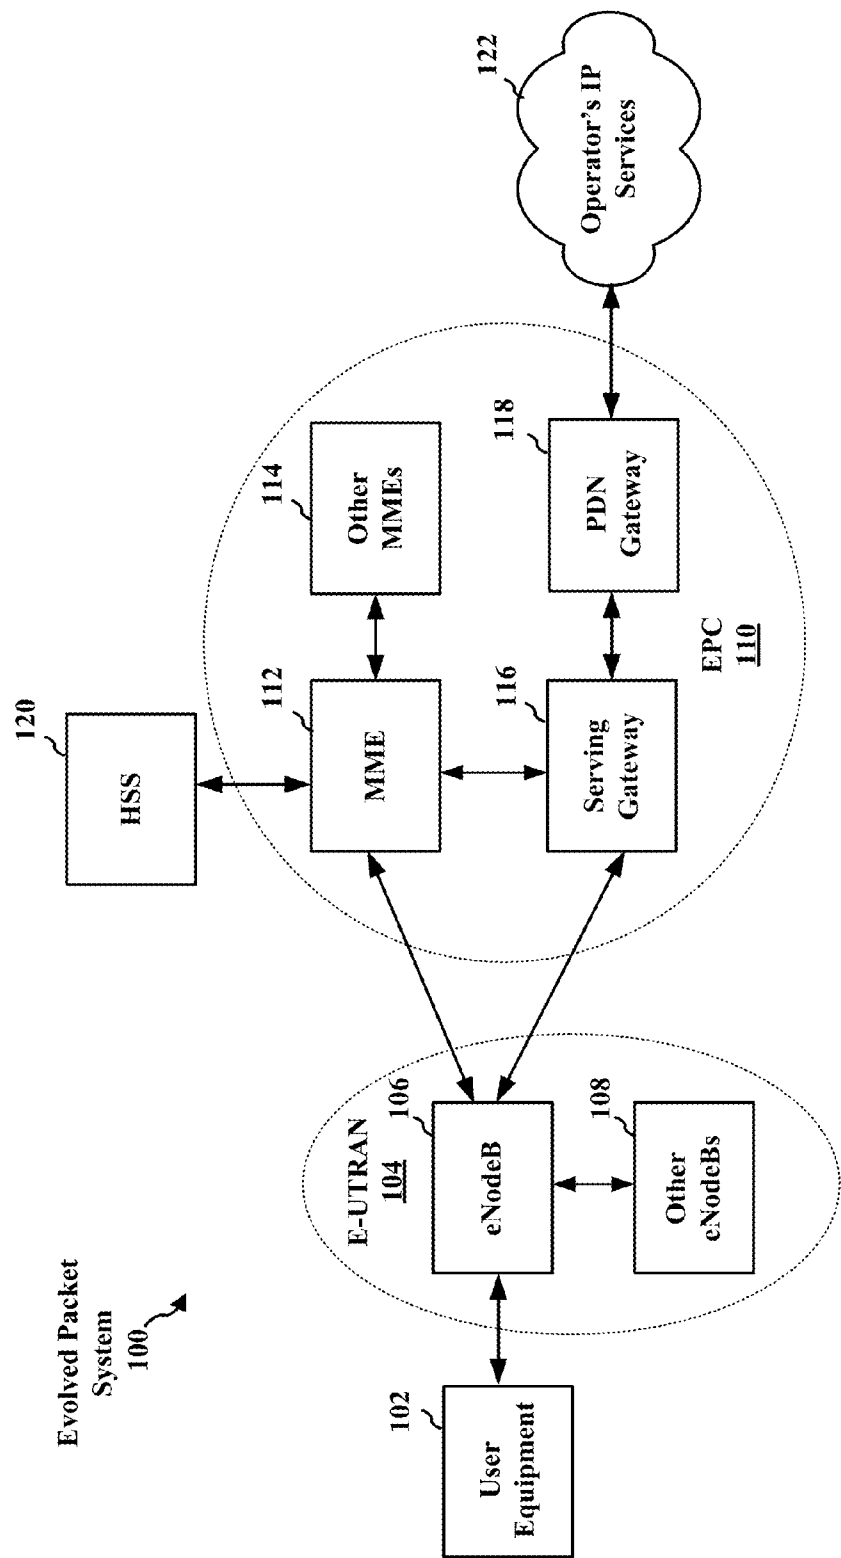 Evolved Packet
System
100
102
User
Equipment
E-UTRAN
104
106
eNodeB
108
Other
eNodeBs
120
HSS
112
MME
114
Other
MMEs
116
Serving
Gateway
118
PDN
Gateway
EPC
110
122
Operator's IP
Services